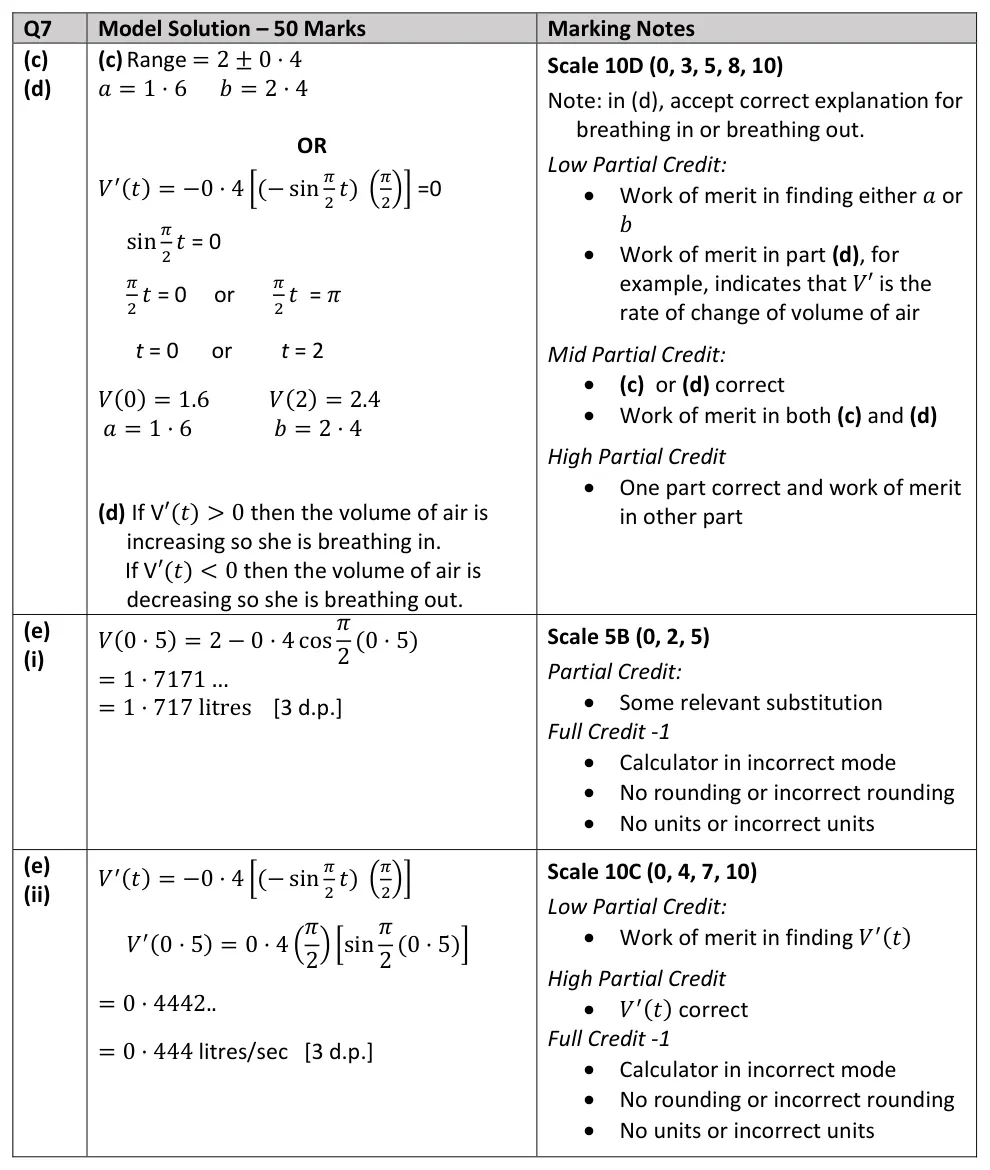 Q7 Model Solution – 50 Marks Marking Notes
(c)
(d)
(c) Range = 2 ± 0 · 4
a = 1 · 6 b = 2 · 4
OR
V′(t) = −0 · 4 [(− sin π/2 t) (π/2)] =0
sin π/2 t = 0
π/2 t = 0 or π/2 t = π
t = 0 or t = 2
V(0) = 1.6 V(2) = 2.4
a = 1 · 6 b = 2 · 4
(d) If V′(t) > 0 then the volume of air is
increasing so she is breathing in.
If V′(t) < 0 then the volume of air is
decreasing so she is breathing out.
Scale 10D (0, 3, 5, 8, 10)
Note: in (d), accept correct explanation for
breathing in or breathing out.
Low Partial Credit:
• Work of merit in finding either a or
b
• Work of merit in part (d), for
example, indicates that V′ is the
rate of change of volume of air
Mid Partial Credit:
• (c) or (d) correct
• Work of merit in both (c) and (d)
High Partial Credit
• One part correct and work of merit
in other part
(e)
(i)
V(0 · 5) = 2 − 0 · 4 cos π/2 (0 · 5)
= 1 · 7171 …
= 1 · 717 litres [3 d.p.]
Scale 5B (0, 2, 5)
Partial Credit:
• Some relevant substitution
Full Credit -1
• Calculator in incorrect mode
• No rounding or incorrect rounding
• No units or incorrect units
(e)
(ii)
V′(t) = −0 · 4 [(− sin π/2 t) (π/2)]
V′(0 · 5) = 0 · 4 (π/2) [sin π/2 (0 · 5)]
= 0 · 4442..
= 0 · 444 litres/sec [3 d.p.]
Scale 10C (0, 4, 7, 10)
Low Partial Credit:
• Work of merit in finding V′(t)
High Partial Credit
• V′(t) correct
Full Credit -1
• Calculator in incorrect mode
• No rounding or incorrect rounding
• No units or incorrect units